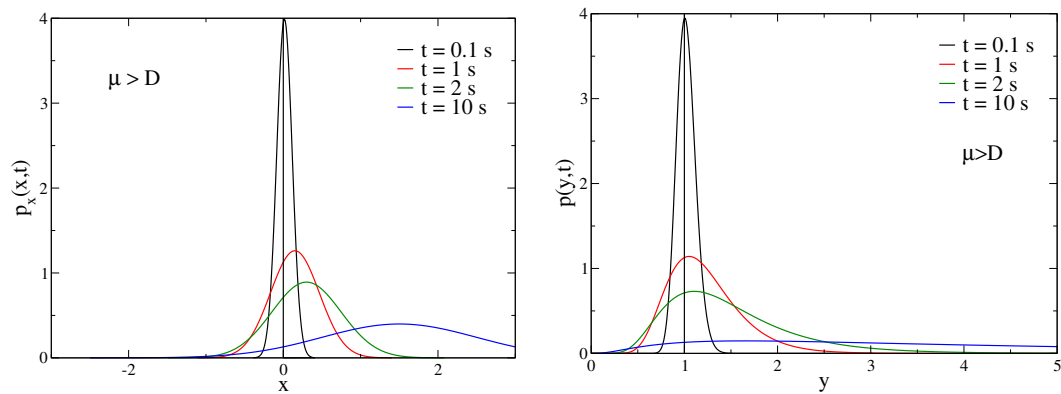 4
3
2
1
0
-2
0
2
x
p_x(x,t)
μ > D
t = 0.1 s
t = 1 s
t = 2 s
t = 10 s
4
3
2
1
0
0
1
2
3
4
5
y
p(y,t)
t = 0.1 s
t = 1 s
t = 2 s
t = 10 s
μ>D